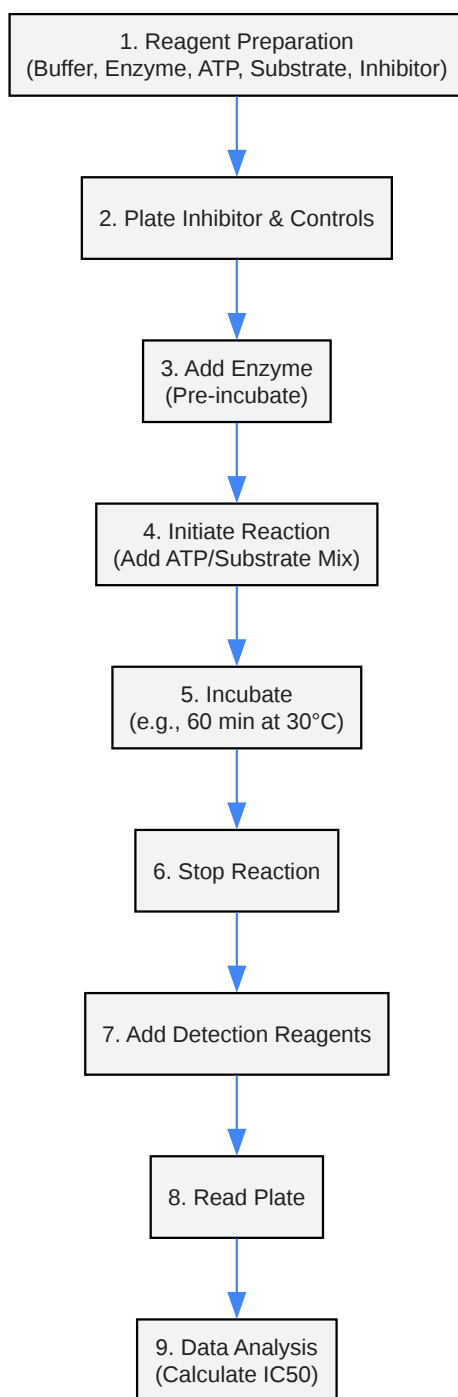 1. Reagent Preparation
(Buffer, Enzyme, ATP, Substrate, Inhibitor)
2. Plate Inhibitor & Controls
3. Add Enzyme
(Pre-incubate)
4. Initiate Reaction
(Add ATP/Substrate Mix)
5. Incubate
(e.g., 60 min at 30°C)
6. Stop Reaction
7. Add Detection Reagents
8. Read Plate
9. Data Analysis
(Calculate IC50)